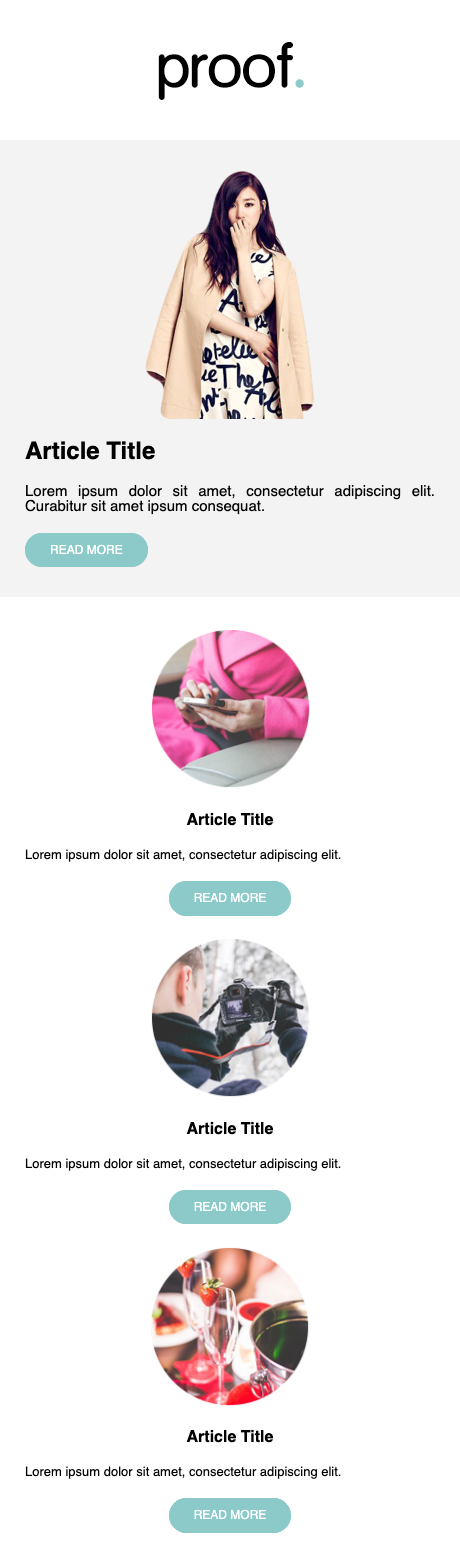 proof.
Article Title
Lorem ipsum dolor sit amet, consectetur adipiscing elit.
Curabitur sit amet ipsum consequat.
READ MORE
Article Title
Lorem ipsum dolor sit amet, consectetur adipiscing elit.
READ MORE
Article Title
Lorem ipsum dolor sit amet, consectetur adipiscing elit.
READ MORE
Article Title
Lorem ipsum dolor sit amet, consectetur adipiscing elit.
READ MORE